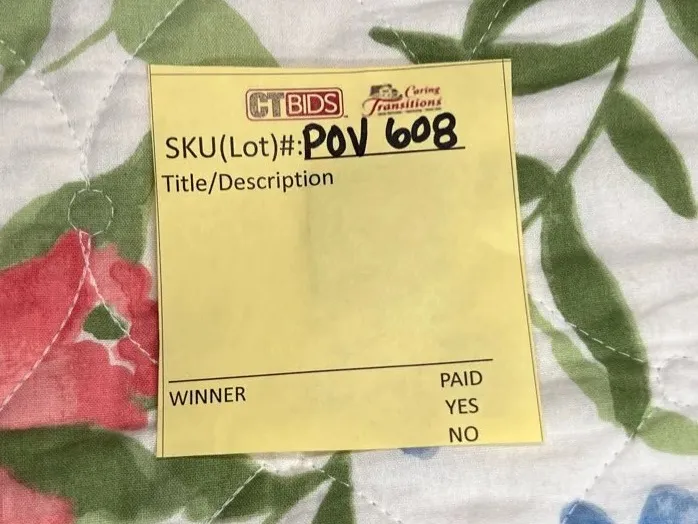 CTBIDS Caring Transitions
SKU(Lot)#: POV 608
Title/Description
WINNER PAID
YES
NO